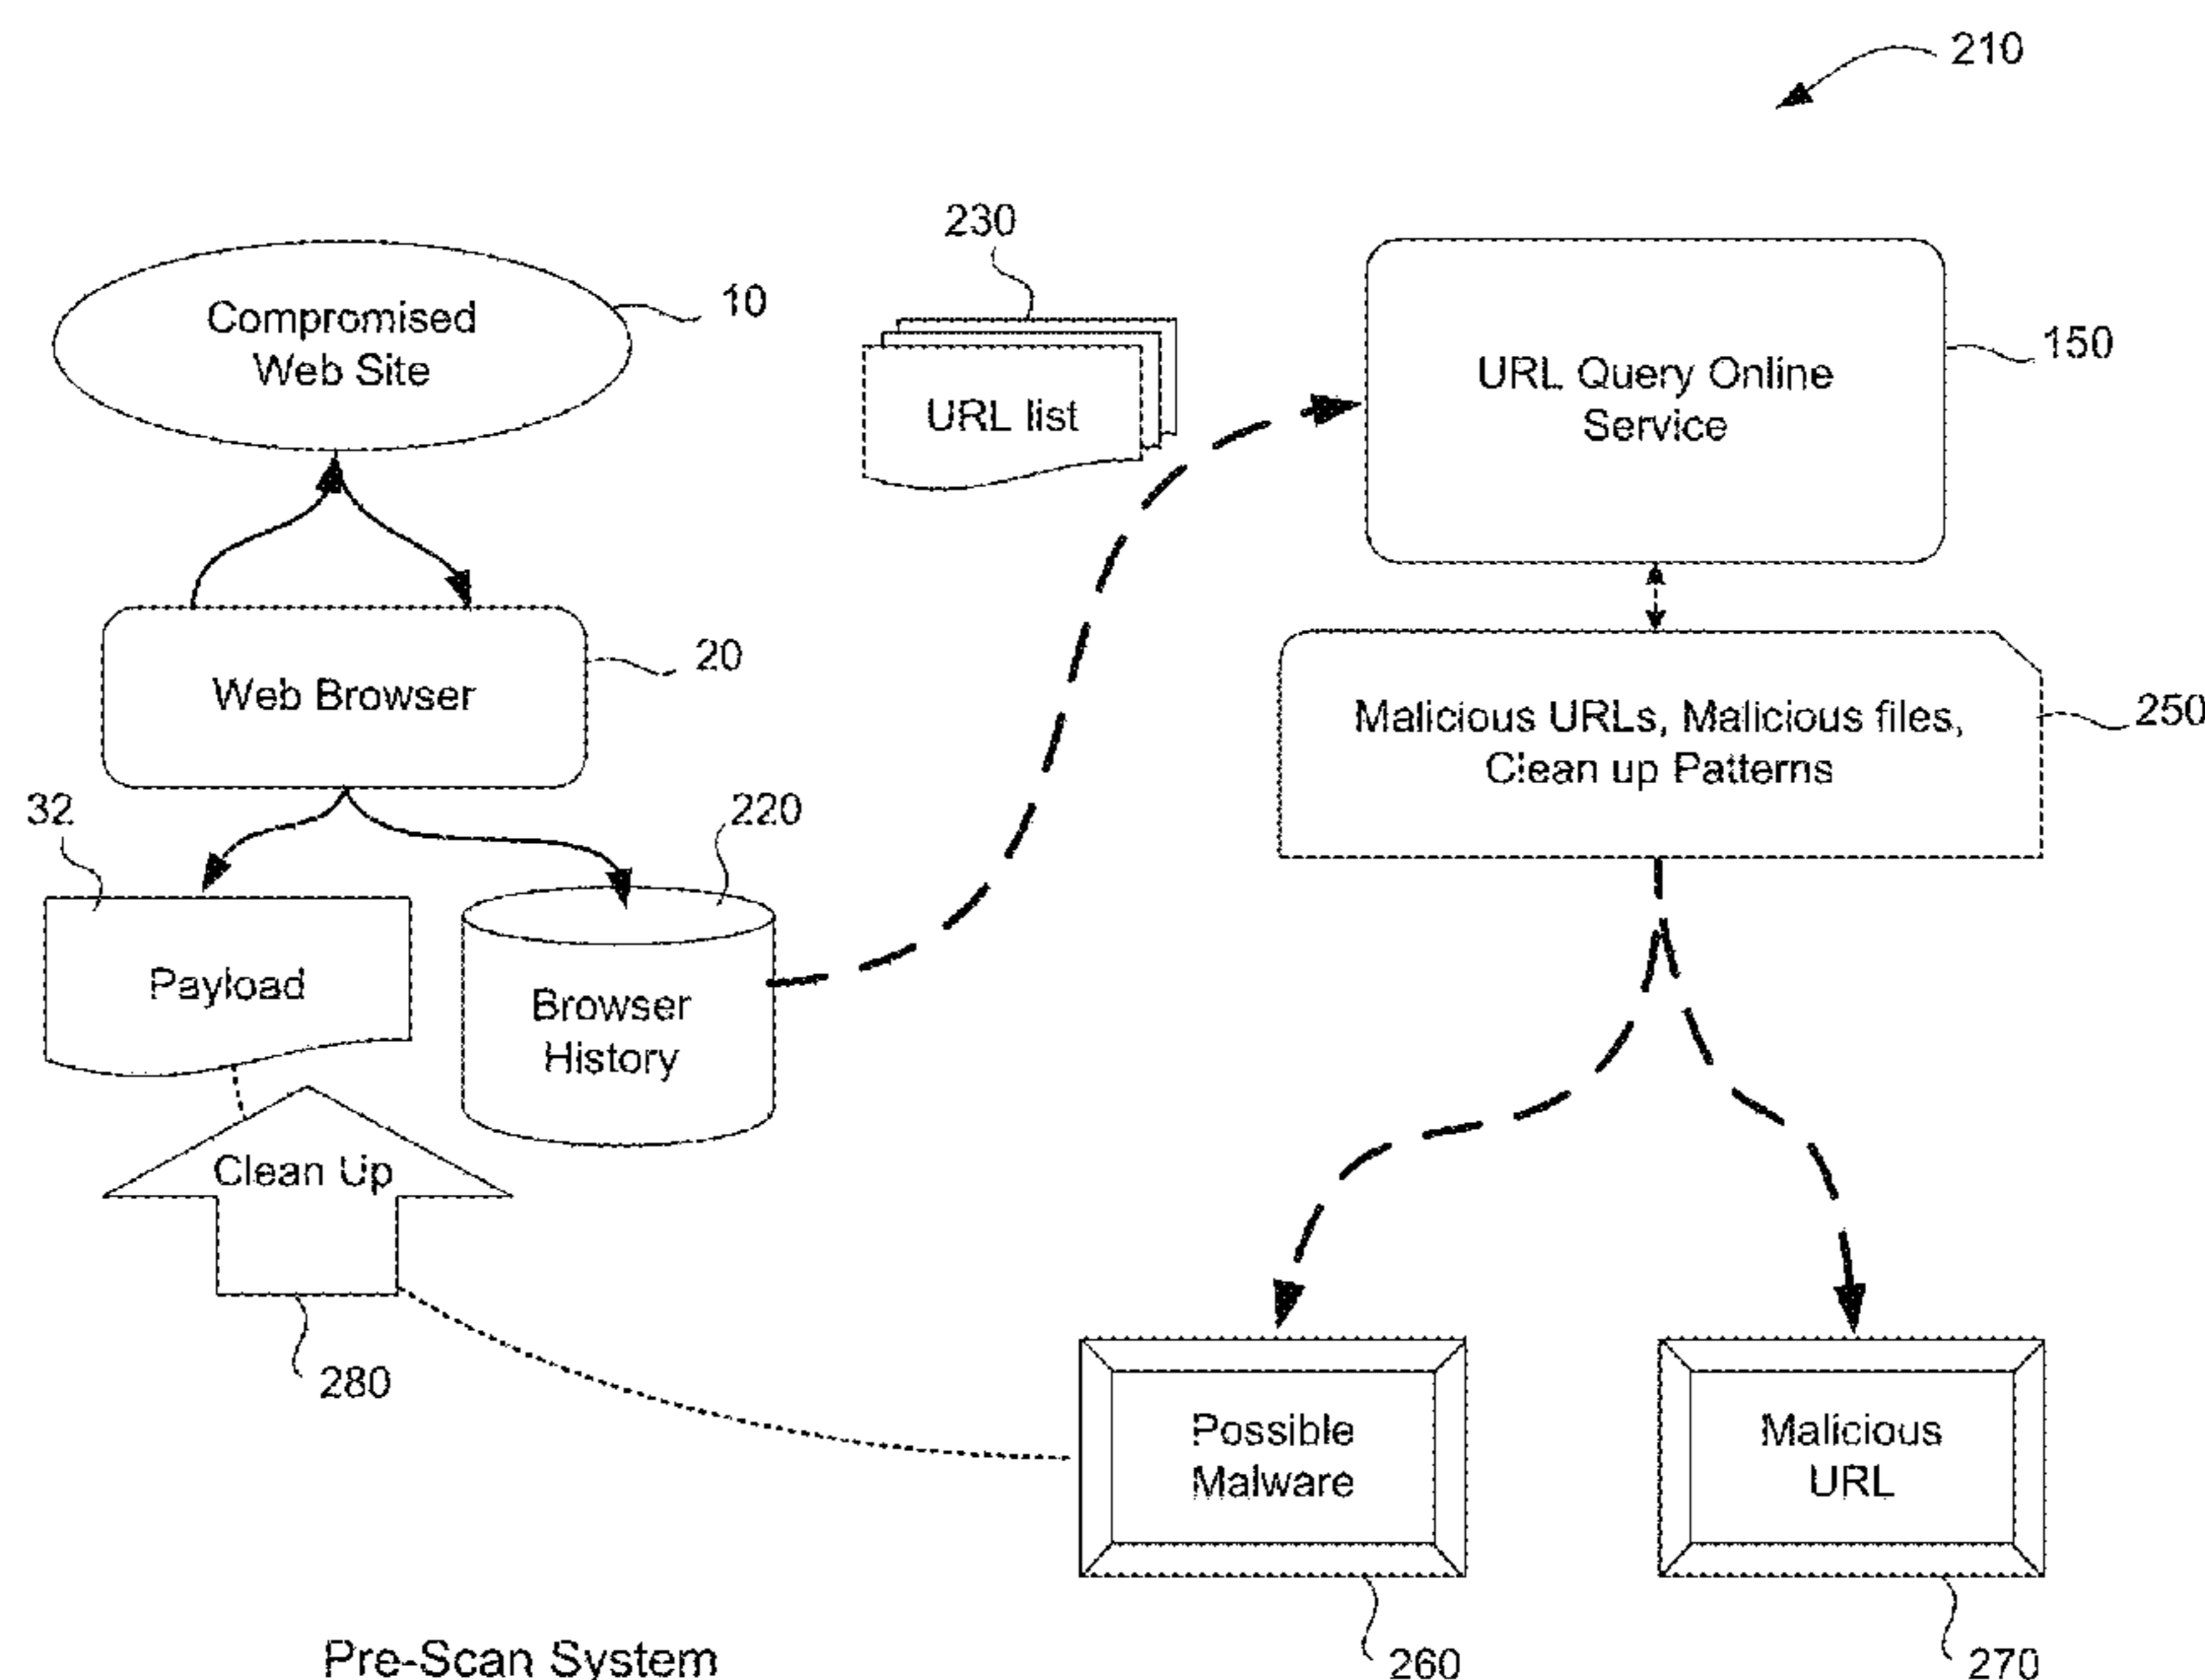 210
230
Compromised
Web Site
10
URL list
URL Query Online
Service
150
Web Browser
20
Malicious URLs, Malicious files,
Clean up Patterns
250
32
220
Payload
Browser
History
Clean Up
280
Possible
Malware
Malicious
URL
260
270
Pre-Scan System